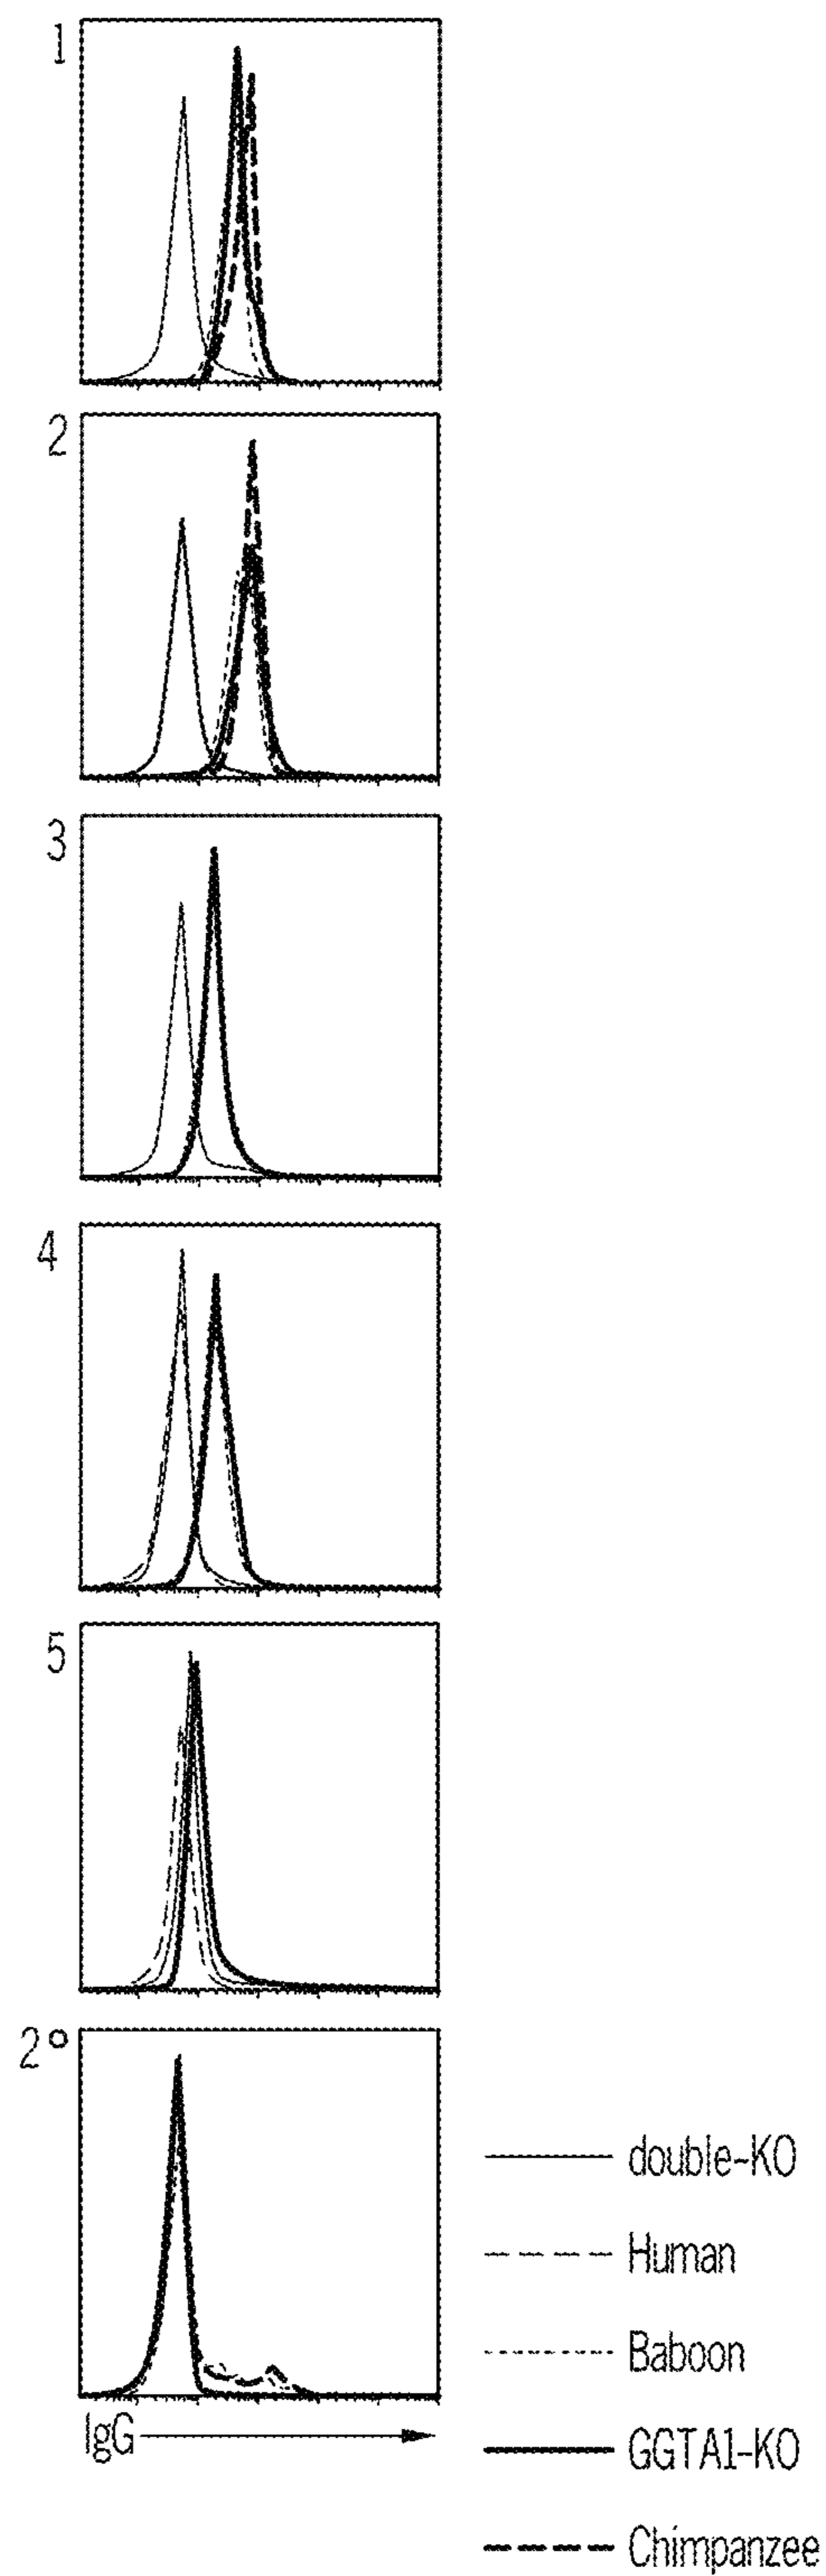 1
2
3
4
5
2°
IgG
double-KO
Human
Baboon
GGTA1-KO
Chimpanzee